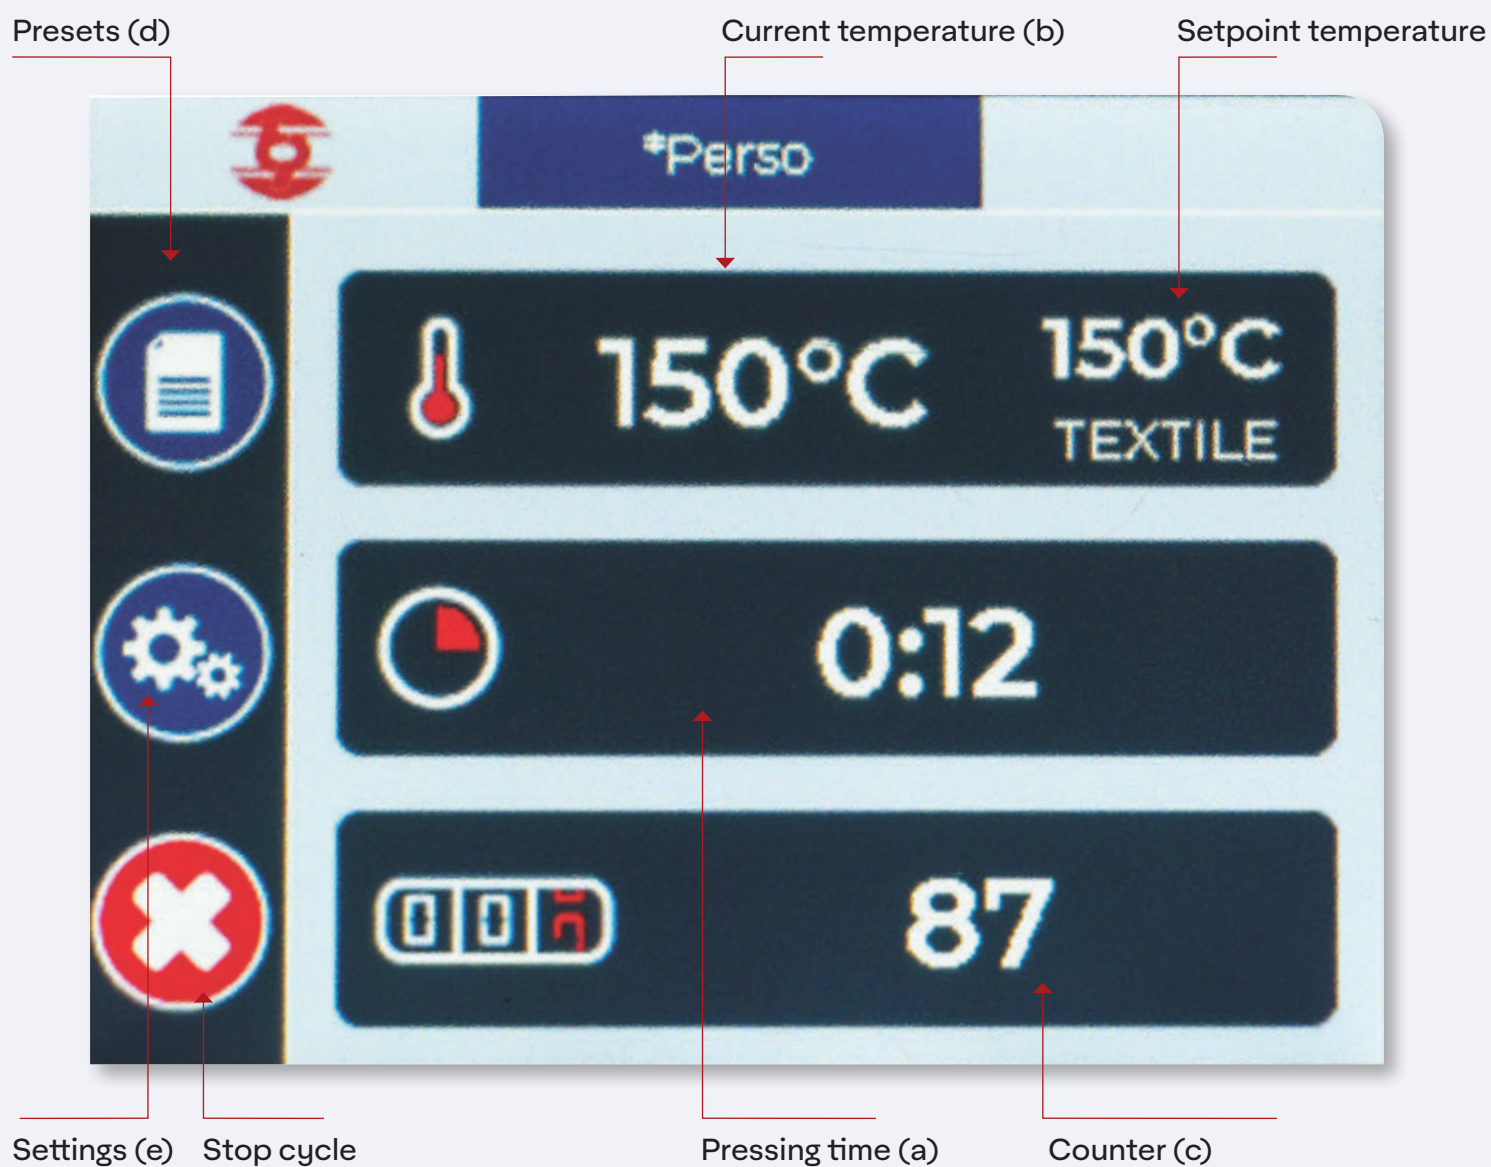 Presets (d)
Current temperature (b)
Setpoint temperature
*Perso
150°C
150°C
TEXTILE
0:12
87
Settings (e)
Stop cycle
Pressing time (a)
Counter (c)